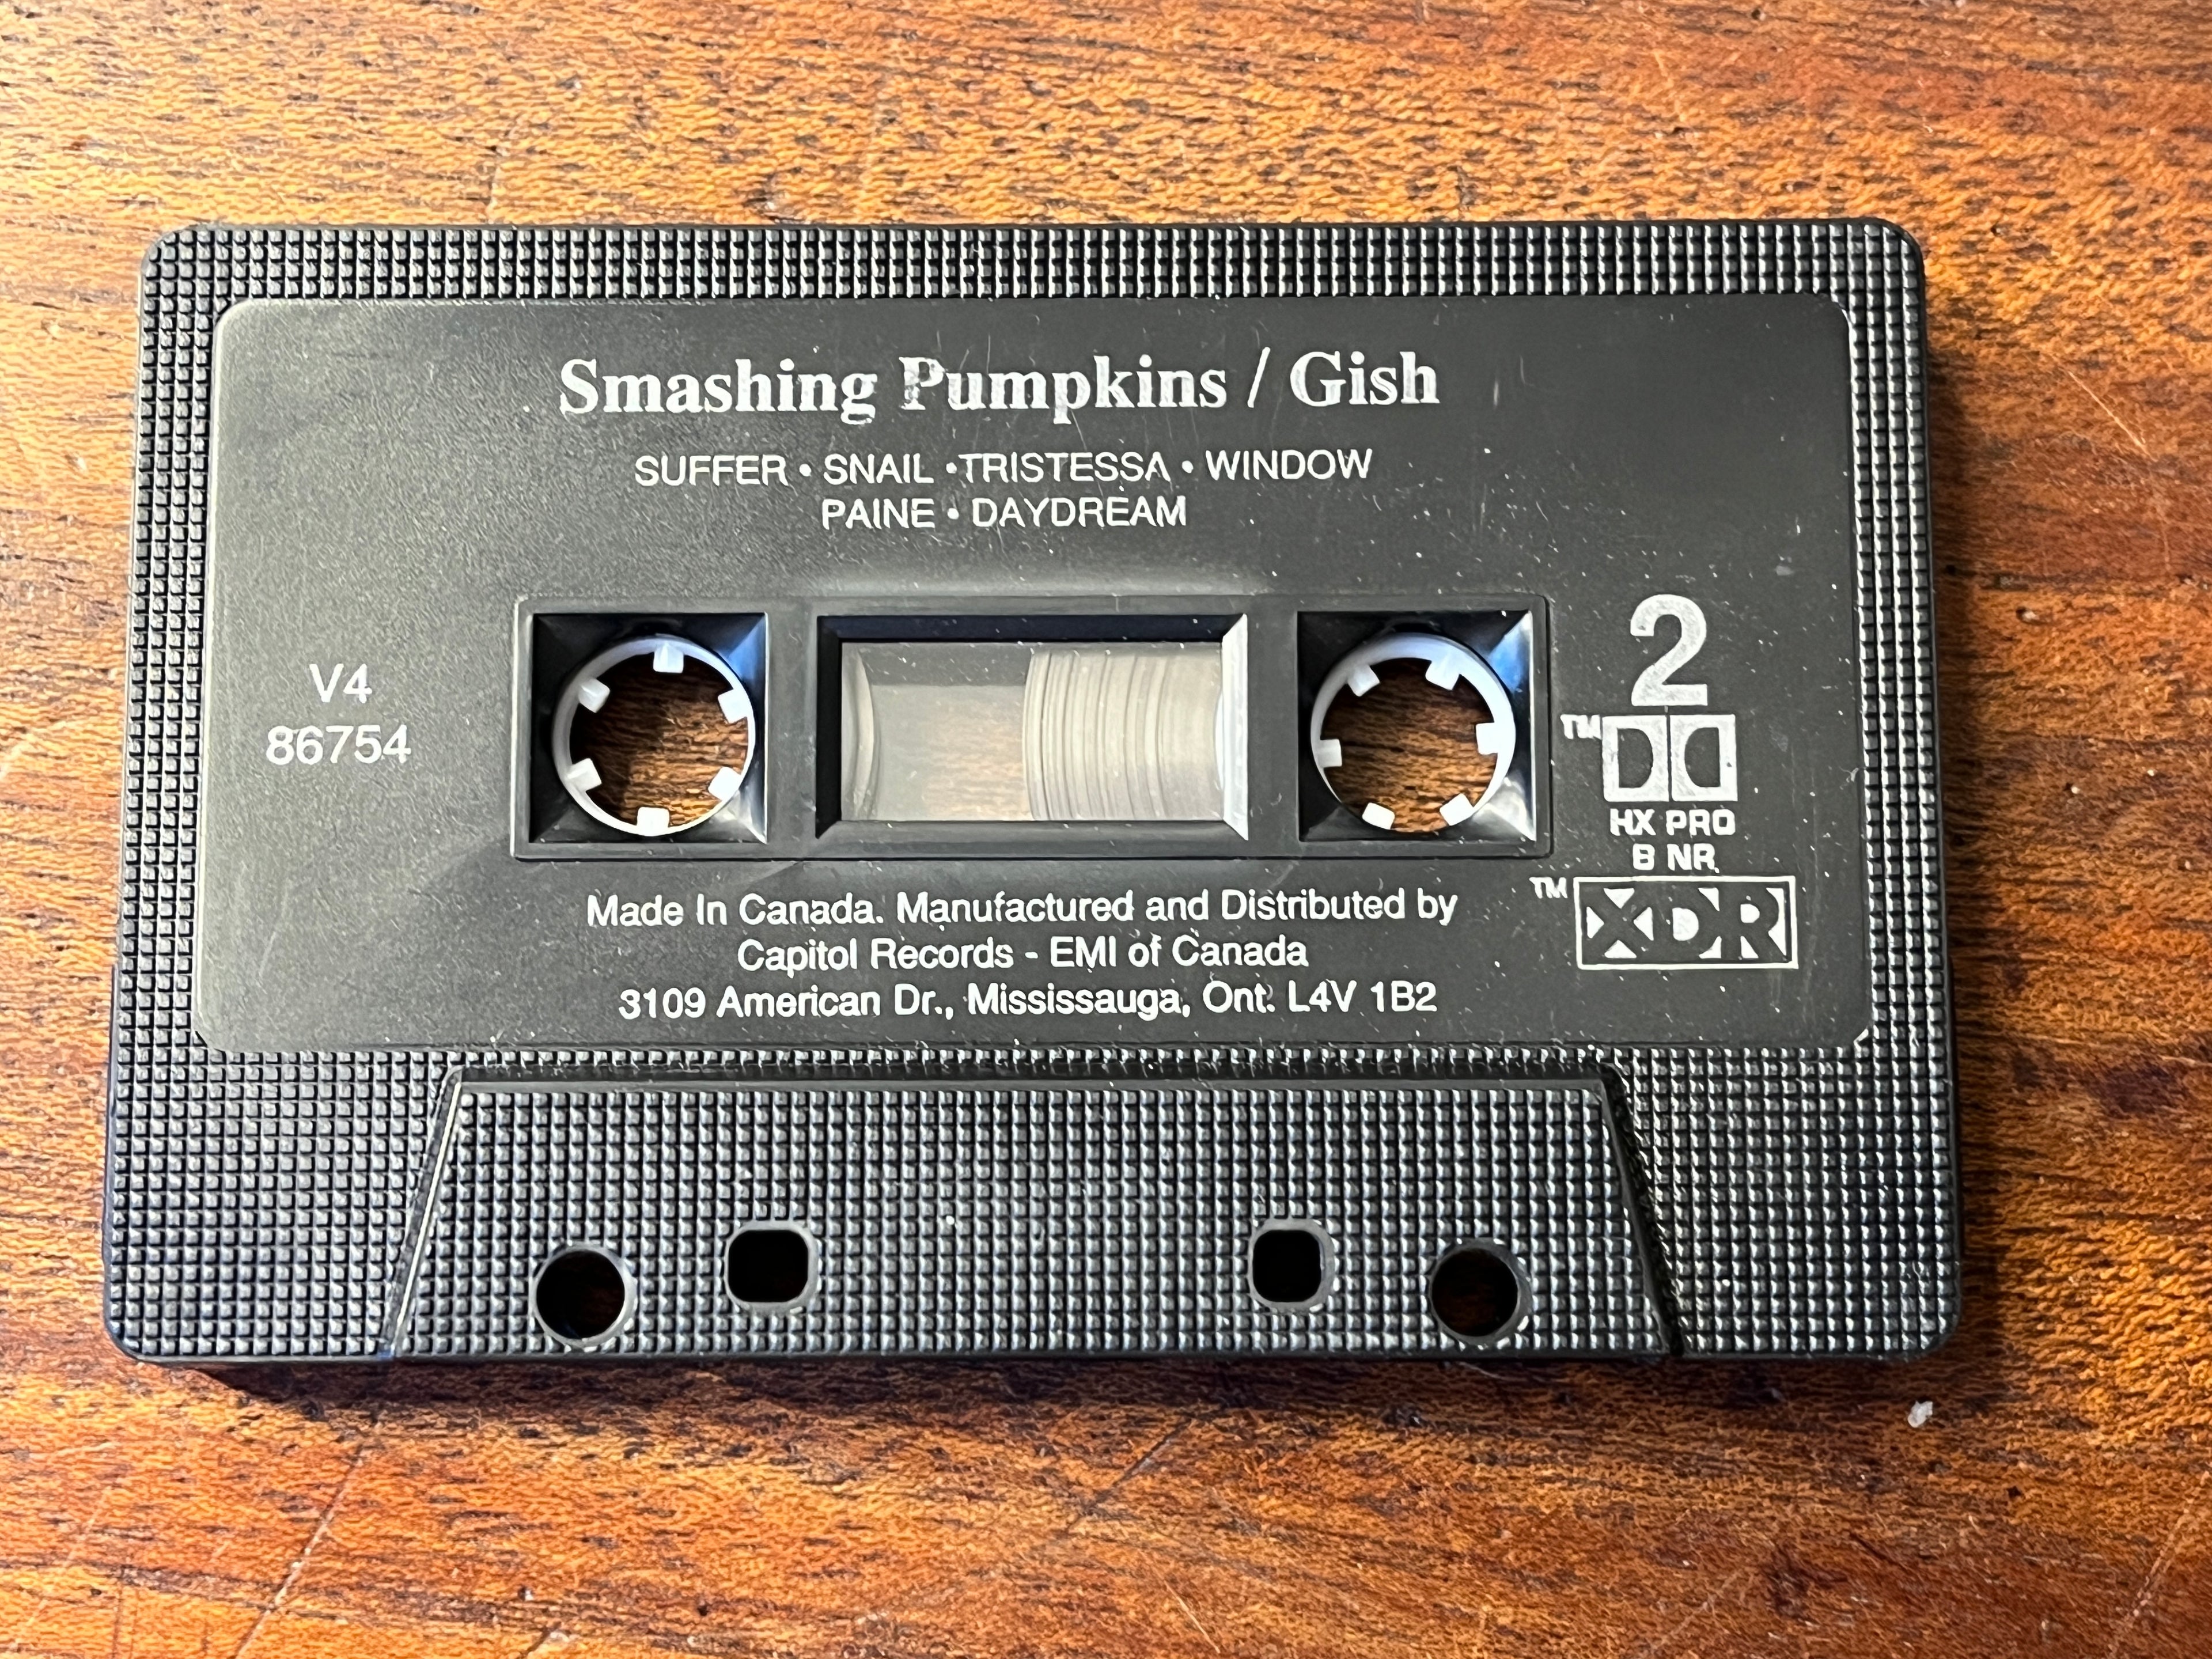 Smashing Pumpkins / Gish
SUFFER • SNAIL •TRISTESSA • WINDOW
PAINE • DAYDREAM
V4
86754
2
TM
HX PRO
B NR
TM XDR
Made In Canada. Manufactured and Distributed by
Capitol Records - EMI of Canada
3109 American Dr., Mississauga, Ont. L4V 1B2